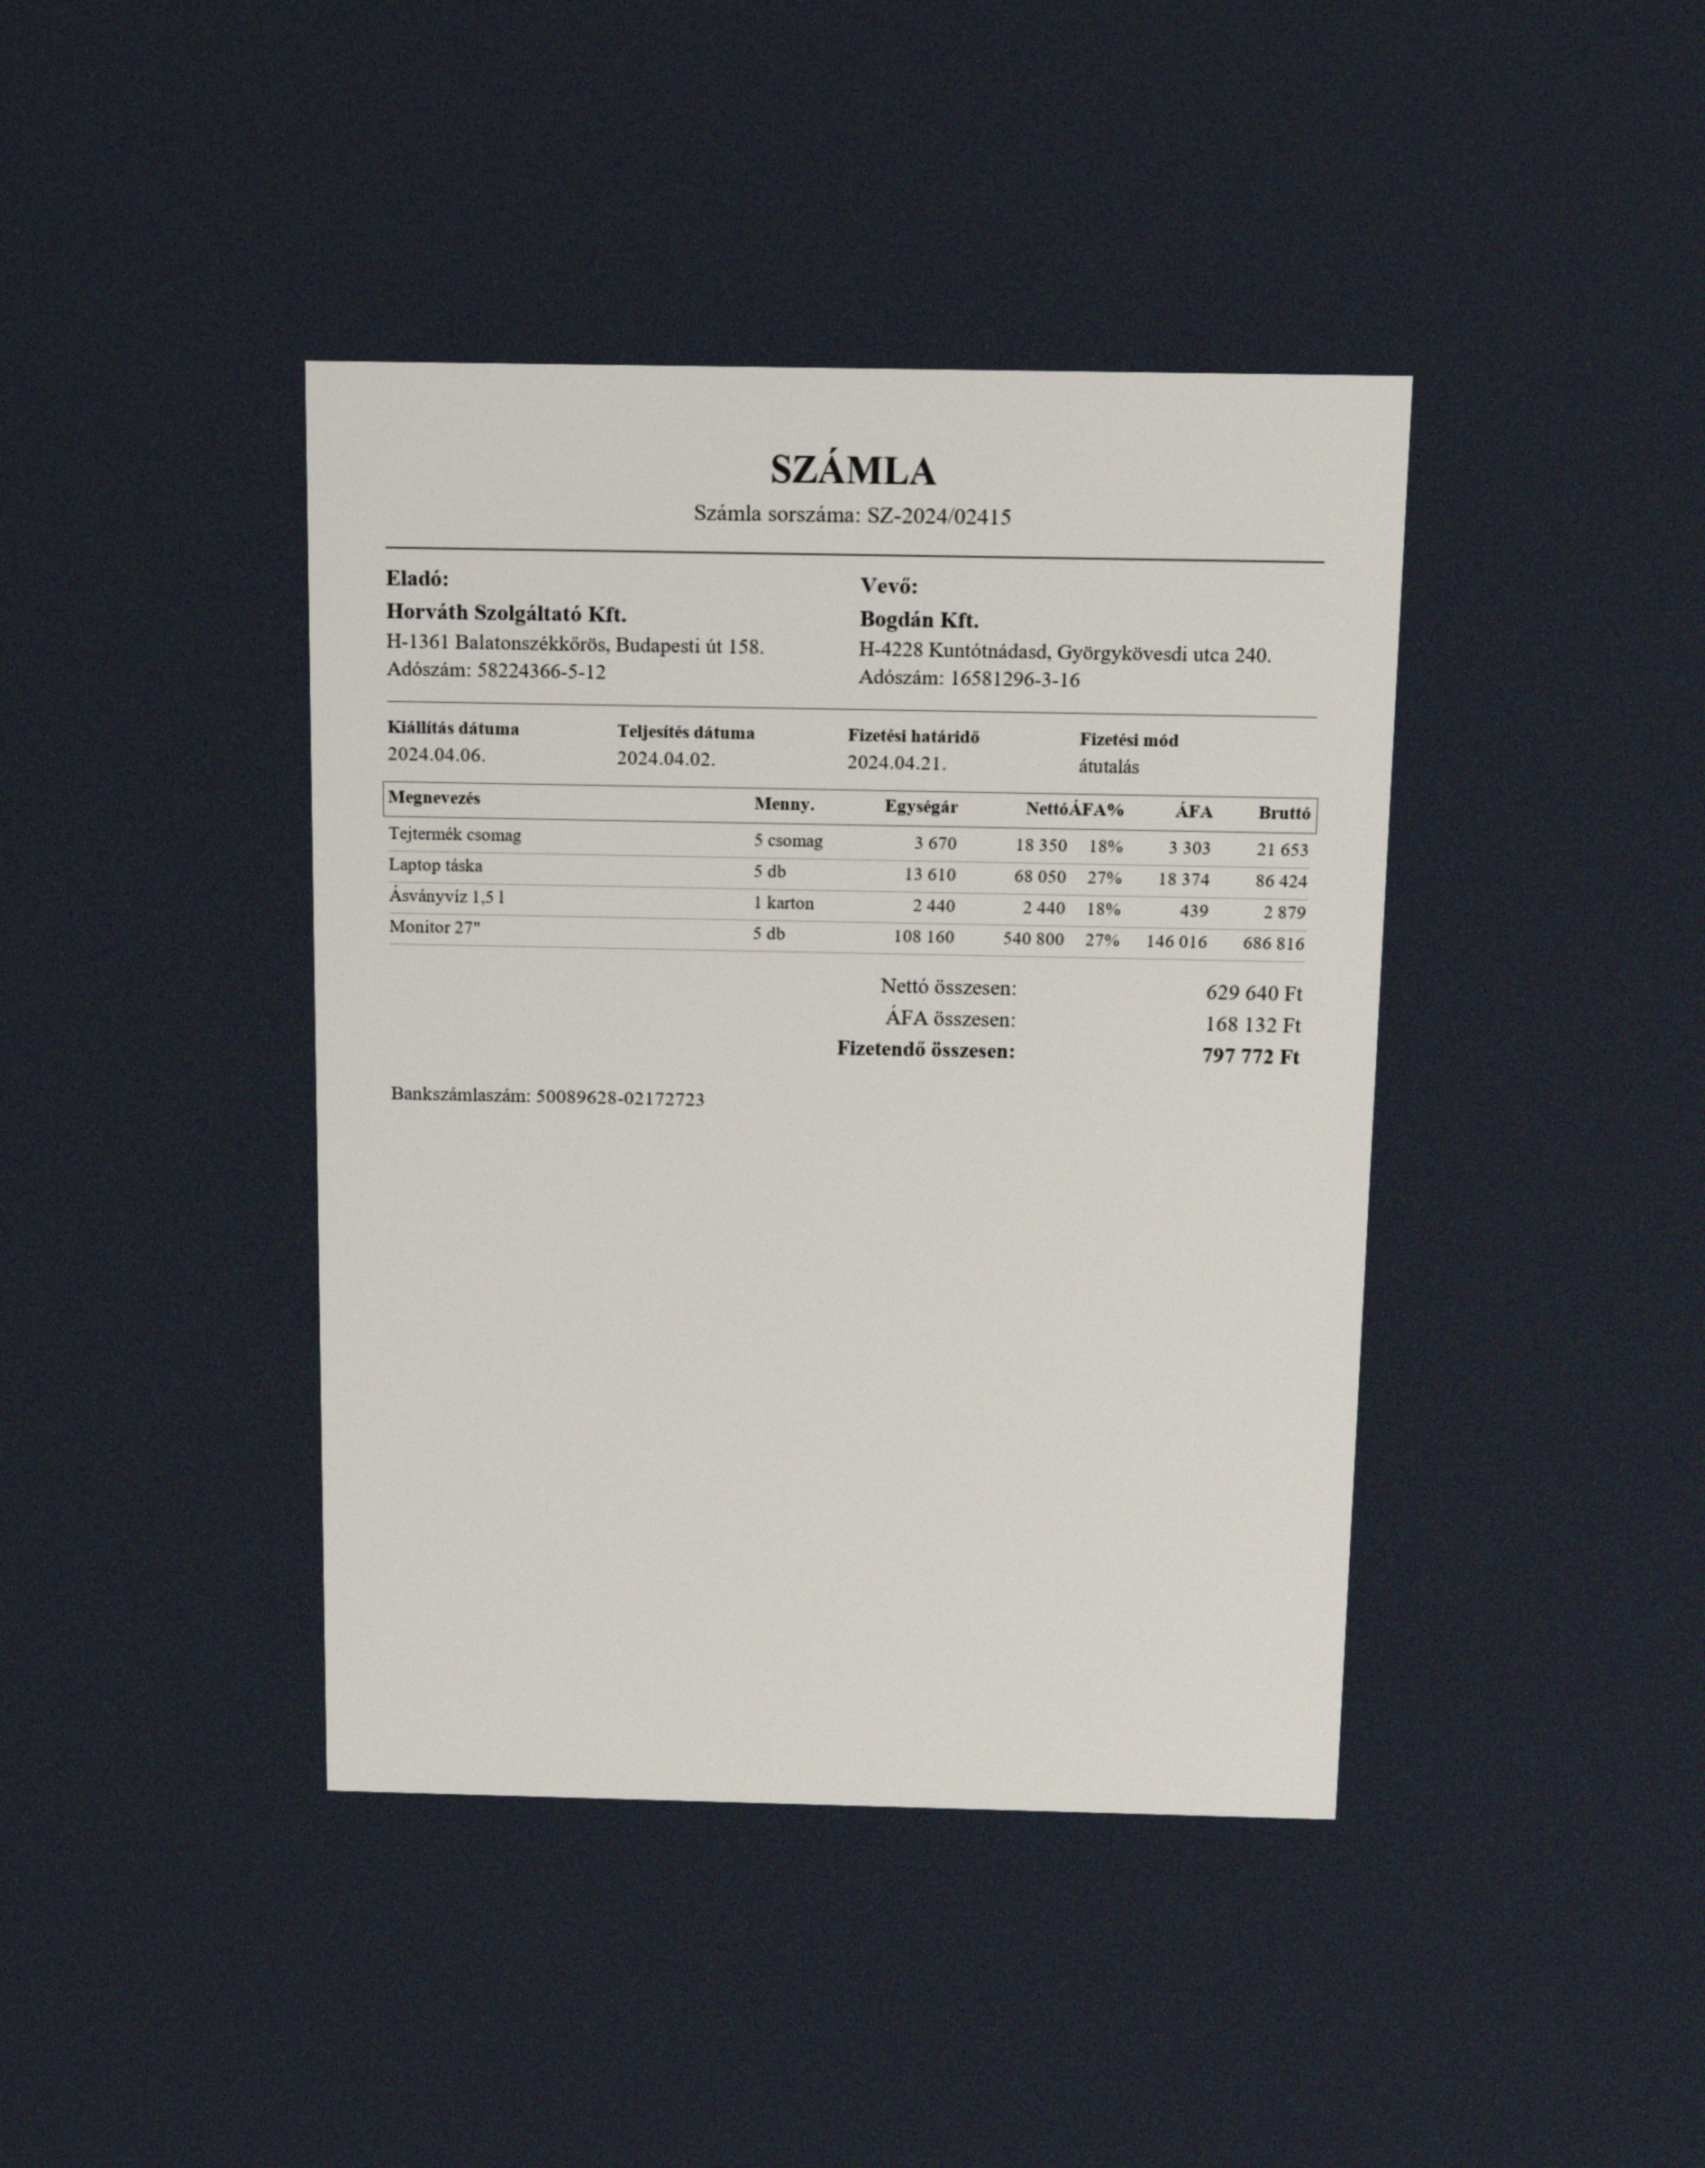 SZÁMLA
Számla sorszáma: SZ-2024/02415
Eladó:
Horváth Szolgáltató Kft.
H-1361 Balatonszékkőrös, Budapesti út 158.
Adószám: 58224366-5-12
Vevő:
Bogdán Kft.
H-4228 Kuntótnádasd, Györgykövesdi utca 240.
Adószám: 16581296-3-16
Kiállítás dátuma Teljesítés dátuma Fizetési határidő Fizetési mód
2024.04.06. 2024.04.02. 2024.04.21. átutalás
Megnevezés Menny. Egységár Nettó ÁFA% ÁFA Bruttó
Tejtermék csomag 5 csomag 3 670 18 350 18% 3 303 21 653
Laptop táska 5 db 13 610 68 050 27% 18 374 86 424
Ásványvíz 1,5 l 1 karton 2 440 2 440 18% 439 2 879
Monitor 27" 5 db 108 160 540 800 27% 146 016 686 816
Nettó összesen: 629 640 Ft
ÁFA összesen: 168 132 Ft
Fizetendő összesen: 797 772 Ft
Bankszámlaszám: 50089628-02172723